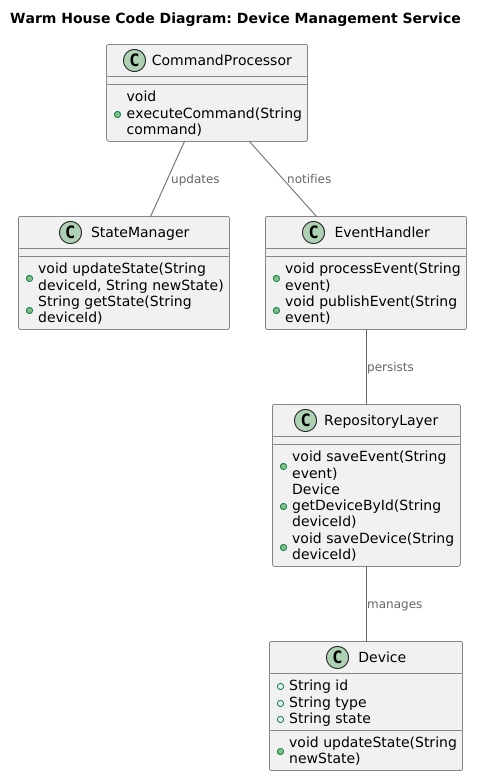 Warm House Code Diagram: Device Management Service
C CommandProcessor
void
executeCommand(String
command)
updates
notifies
C StateManager
void updateState(String
deviceId, String newState)
String getState(String
deviceId)
C EventHandler
void processEvent(String
event)
void publishEvent(String
event)
persists
C RepositoryLayer
void saveEvent(String
event)
Device
getDeviceById(String
deviceId)
void saveDevice(String
deviceId)
manages
C Device
String id
String type
String state
void updateState(String
newState)